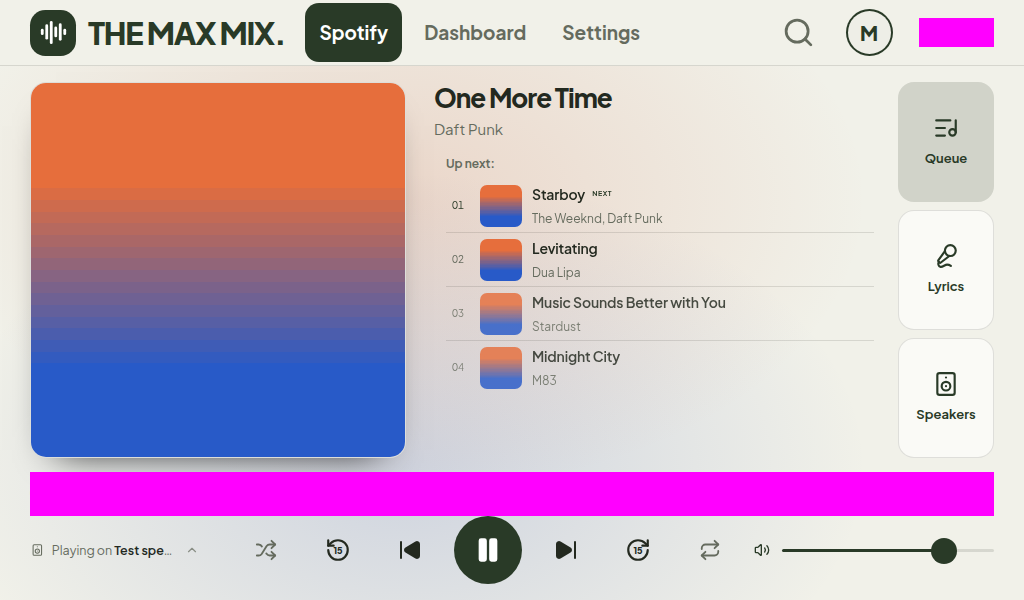 THE MAX MIX.
Spotify
Dashboard
Settings
M
One More Time
Daft Punk
Up next:
01
Starboy NEXT
The Weeknd, Daft Punk
02
Levitating
Dua Lipa
03
Music Sounds Better with You
Stardust
04
Midnight City
M83
Queue
Lyrics
Speakers
Playing on Test spe...
15
15